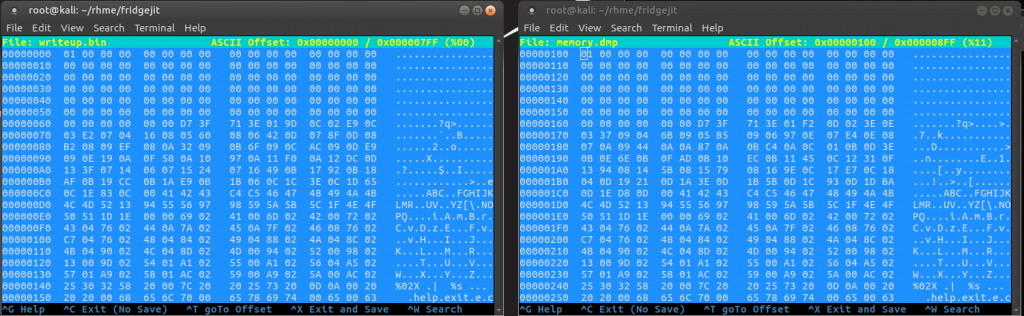 root@kali: ~/rhme/fridgejit
File Edit View Search Terminal Help
File: writeup.bin ASCII Offset: 0x00000000 / 0x000007FF (%00)
00000000 01 00 00 00 00 00 00 00 00 00 00 00 00 00 00 00 ................
00000010 00 00 00 00 00 00 00 00 00 00 00 00 00 00 00 00 ................
00000020 00 00 00 00 00 00 00 00 00 00 00 00 00 00 00 00 ................
00000030 00 00 00 00 00 00 00 00 00 00 00 00 00 00 00 00 ................
00000040 00 00 00 00 00 00 00 00 00 00 00 00 00 00 00 00 ................
00000050 00 00 00 00 00 00 00 00 00 00 00 00 00 00 00 00 ................
00000060 00 00 00 00 00 00 D7 3F 71 3E 01 9D 0C 02 E9 0C .......?q>......
00000070 03 E2 07 04 16 08 05 60 08 06 42 0D 07 8F 0D 08
00000080 B2 08 09 EF 08 0A 32 09 0B 6F 09 0C AC 09 0D E9
00000090 09 0E 19 0A 0F 58 0A 10 97 0A 11 F0 0A 12 DC 0D
000000A0 13 3F 07 14 06 07 15 24 07 16 49 0B 17 92 0B 18
000000B0 AF 0B 19 CC 0B 1A E9 0B 1B 06 0C 1C 3E 0C 1D 65
000000C0 0C 1E 83 0C 00 41 42 43 C4 C5 46 47 48 49 4A 4B .....ABC..FGHIJK
000000D0 4C 4D 52 13 94 55 56 97 98 59 5A 5B 5C 1F 4E 4F
000000E0 50 51 1D 1E 00 00 69 02 41 00 6D 02 42 00 72 02
000000F0 43 04 76 02 44 0A 7A 02 45 0A 7F 02 46 08 76 02
00000100 C7 04 76 02 48 04 84 02 49 04 88 02 4A 04 8C 02
00000110 4B 04 90 02 4C 04 8D 02 4D 00 94 02 52 00 98 02
00000120 13 00 9D 02 54 01 A1 02 55 00 A1 02 56 04 A5 02
00000130 57 01 A9 02 58 01 AC 02 59 00 A9 02 5A 00 AC 02
00000140 25 30 32 58 20 00 7C 20 20 25 73 20 0D 0A 00 20 %02X .|  %s ...
00000150 20 20 00 68 65 6C 70 00 65 78 69 74 00 65 00 63 .help.exit.e.c
^G Help ^C Exit (No Save) ^T goTo Offset ^X Exit and Save ^W Search
root@kali: ~/rhme/fridgejit
File Edit View Search Terminal Help
File: memory.dmp ASCII Offset: 0x00000100 / 0x000008FF (%11)
00000100 01 00 00 00 00 00 00 00 00 00 00 00 00 00 00 00 ................
00000110 00 00 00 00 00 00 00 00 00 00 00 00 00 00 00 00 ................
00000120 00 00 00 00 00 00 00 00 00 00 00 00 00 00 00 00 ................
00000130 00 00 00 00 00 00 00 00 00 00 00 00 00 00 00 00 ................
00000140 00 00 00 00 00 00 00 00 00 00 00 00 00 00 00 00 ................
00000150 00 00 00 00 00 00 00 00 00 00 00 00 00 00 00 00 ................
00000160 00 00 00 00 00 00 D7 3F 71 3E 01 F2 0D 02 3E 0E .......?q>....>.
00000170 03 37 09 04 6B 09 05 B5 09 06 97 0E 07 E4 0E 08
00000180 07 0A 09 44 0A 0A 87 0A 0B C4 0A 0C 01 0B 0D 3E
00000190 0B 0E 6E 0B 0F AD 0B 10 EC 0B 11 45 0C 12 31 0F
000001A0 13 94 08 14 5B 08 15 79 08 16 9E 0C 17 E7 0C 18
000001B0 04 0D 19 21 0D 1A 3E 0D 1B 5B 0D 1C 93 0D 1D BA
000001C0 0D 1E D8 0D 00 41 42 43 C4 C5 46 47 48 49 4A 4B .....ABC..FGHIJK
000001D0 4C 4D 52 13 94 55 56 97 98 59 5A 5B 5C 1F 4E 4F
000001E0 50 51 1D 1E 00 00 69 02 41 00 6D 02 42 00 72 02
000001F0 43 04 76 02 44 0A 7A 02 45 0A 7F 02 46 08 76 02
00000200 C7 04 76 02 48 04 84 02 49 04 88 02 4A 04 8C 02
00000210 4B 04 90 02 4C 04 8D 02 4D 00 94 02 52 00 98 02
00000220 13 00 9D 02 54 01 A1 02 55 00 A1 02 56 04 A5 02
00000230 57 01 A9 02 58 01 AC 02 59 00 A9 02 5A 00 AC 02
00000240 25 30 32 58 20 00 7C 20 20 25 73 20 0D 0A 00 20 %02X .|  %s ...
00000250 20 20 00 68 65 6C 70 00 65 78 69 74 00 65 00 63 .help.exit.e.c
^G Help ^C Exit (No Save) ^T goTo Offset ^X Exit and Save ^W Search